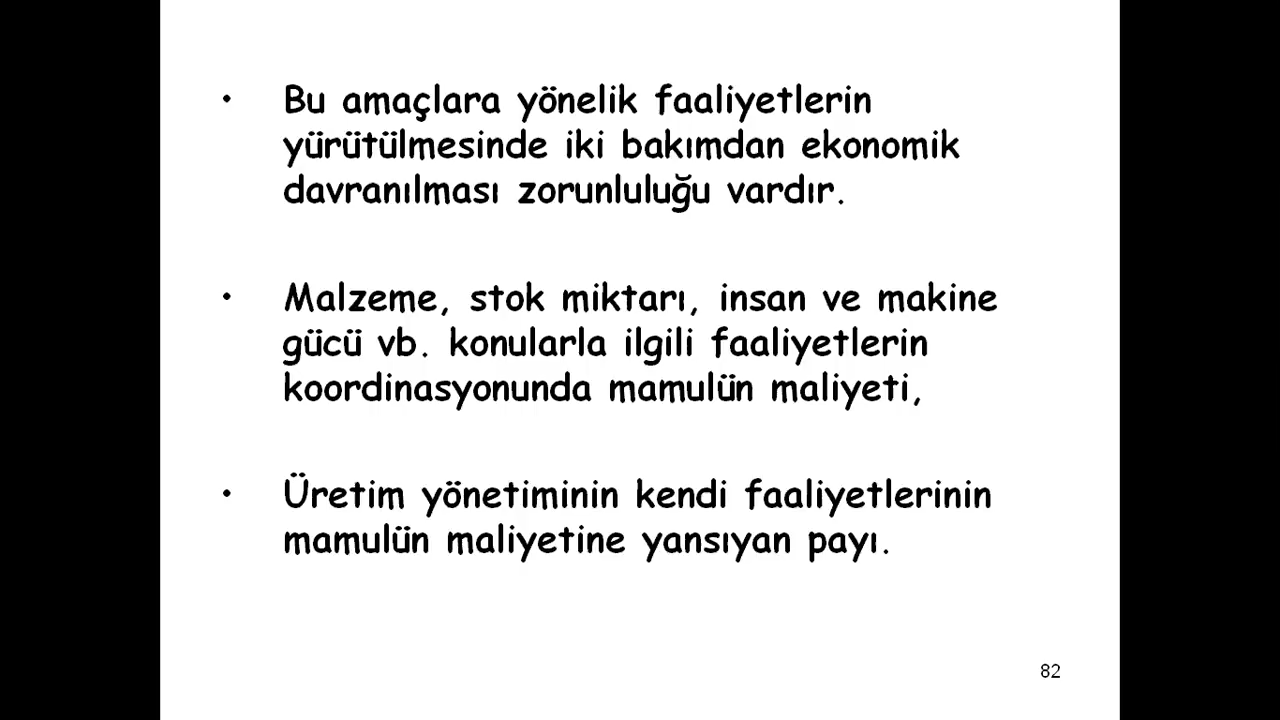 • Bu amaçlara yönelik faaliyetlerin
yürütülmesinde iki bakımdan ekonomik
davranılması zorunluluğu vardır.
• Malzeme, stok miktarı, insan ve makine
gücü vb. konularla ilgili faaliyetlerin
koordinasyonunda mamulün maliyeti,
• Üretim yönetiminin kendi faaliyetlerinin
mamulün maliyetine yansıyan payı.
82